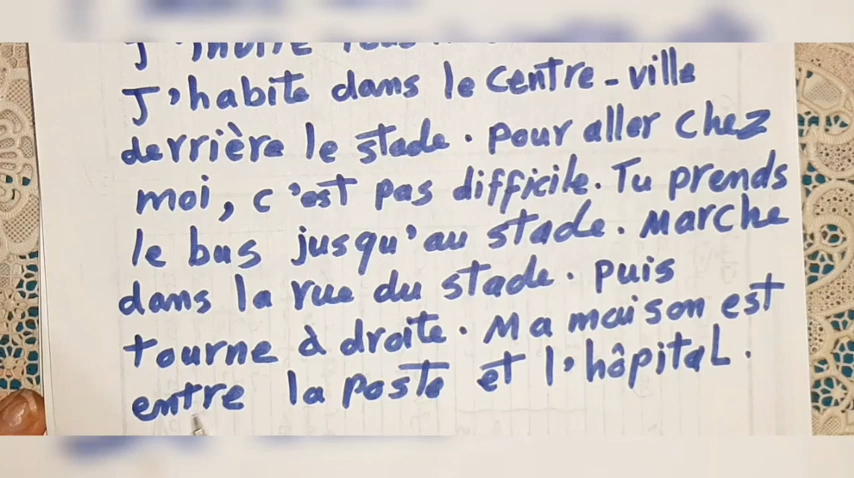 J'invite
J'habite dans le centre-ville
derrière le stade. Pour aller chez
moi, c'est pas difficile. Tu prends
le bus jusqu'au stade. Marche
dans la rue du stade. Puis
tourne à droite. Ma maison est
entre la poste et l'hôpital.